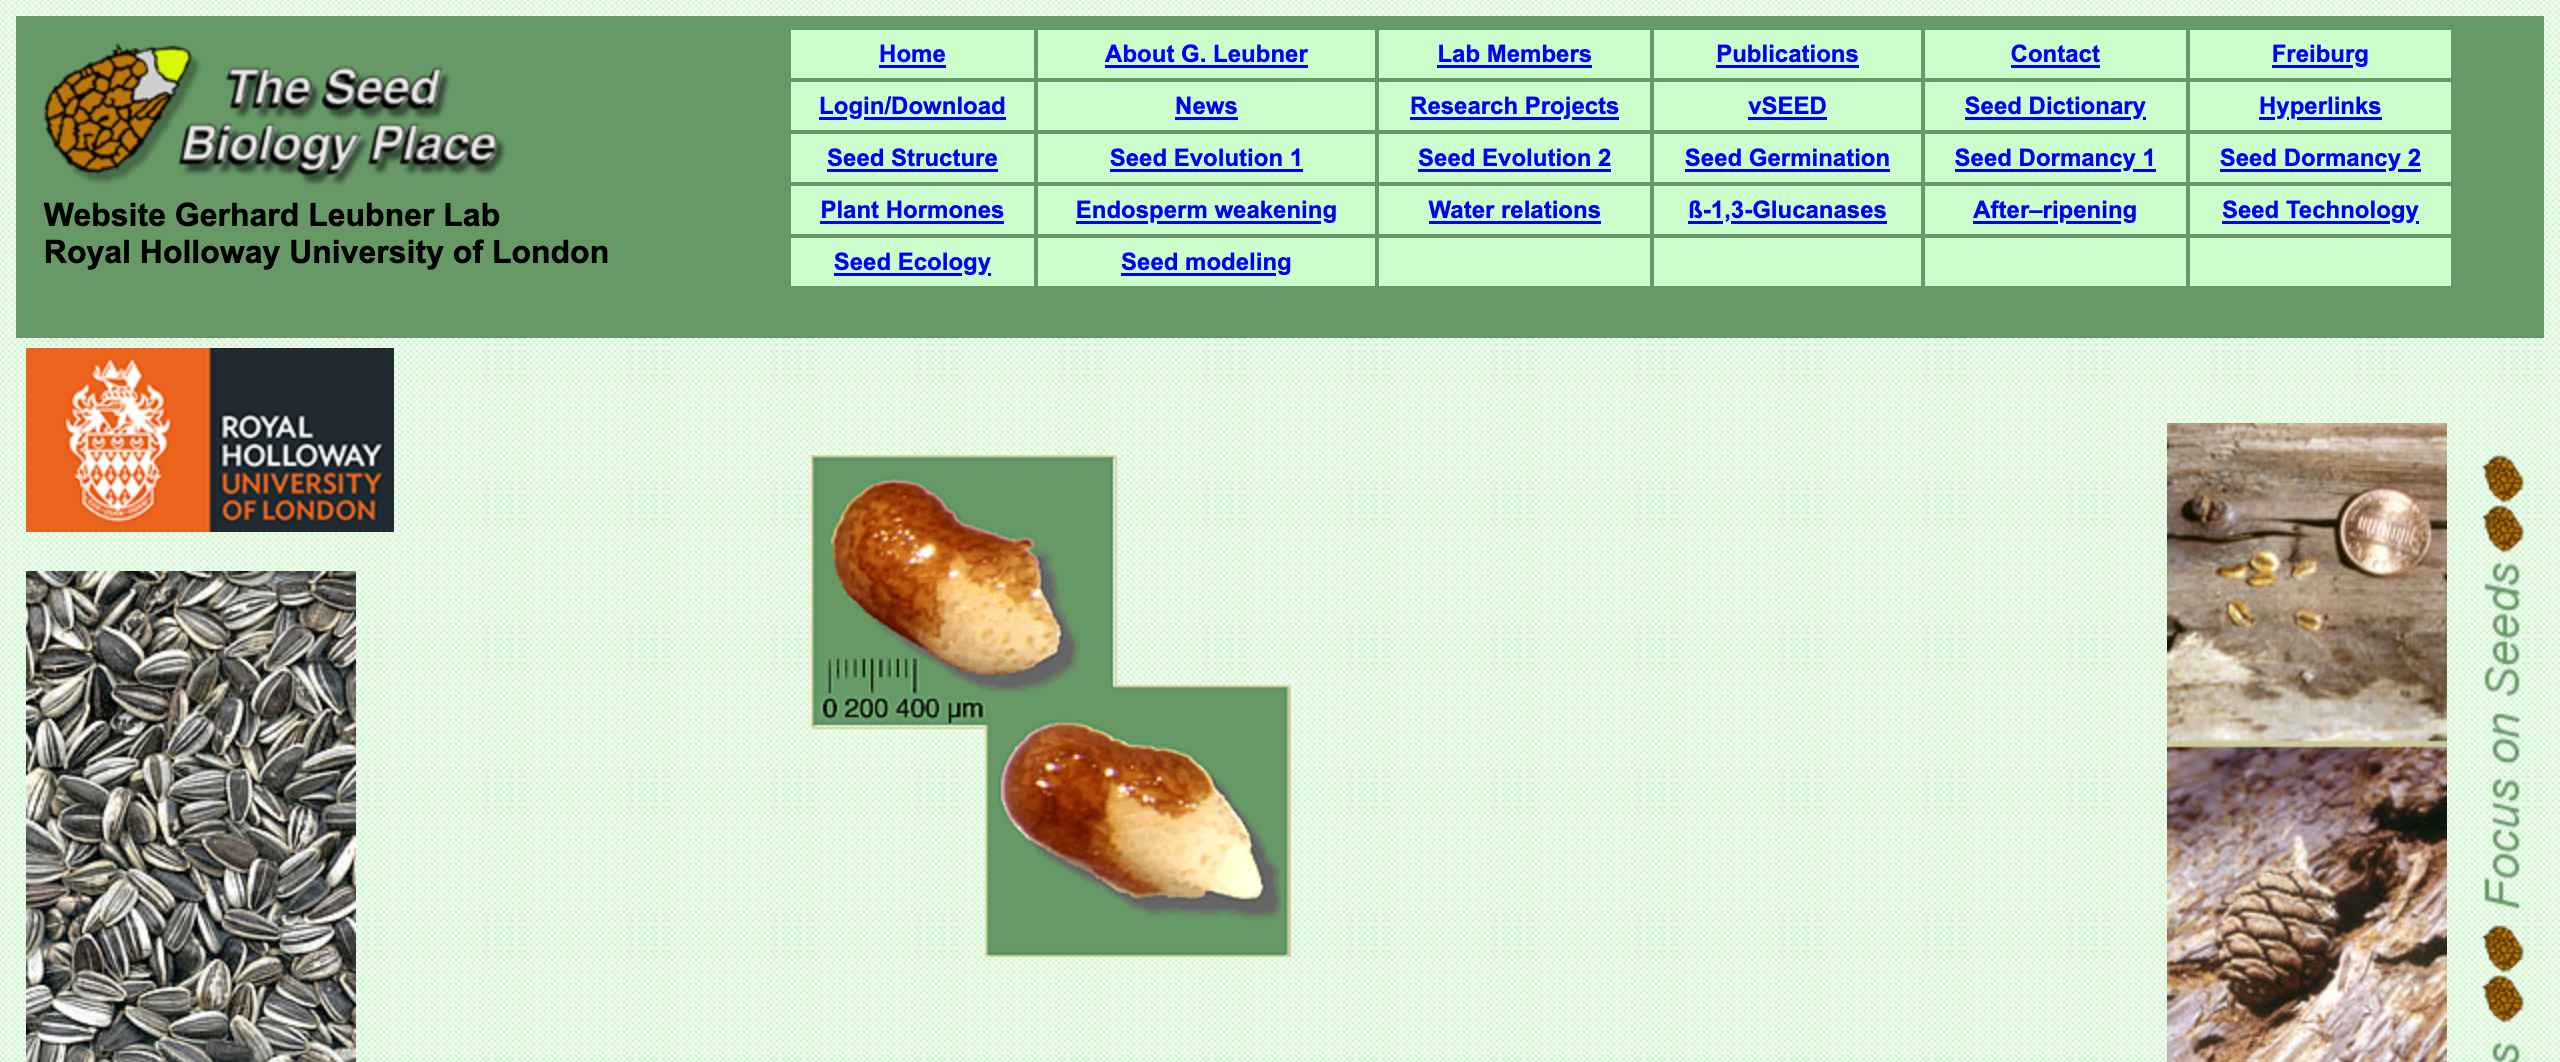 The Seed
Biology Place
Website Gerhard Leubner Lab
Royal Holloway University of London
Home About G. Leubner Lab Members Publications Contact Freiburg
Login/Download News Research Projects vSEED Seed Dictionary Hyperlinks
Seed Structure Seed Evolution 1 Seed Evolution 2 Seed Germination Seed Dormancy 1 Seed Dormancy 2
Plant Hormones Endosperm weakening Water relations ß-1,3-Glucanases After–ripening Seed Technology
Seed Ecology Seed modeling
ROYAL
HOLLOWAY
UNIVERSITY
OF LONDON
0 200 400 µm
Focus on Seeds